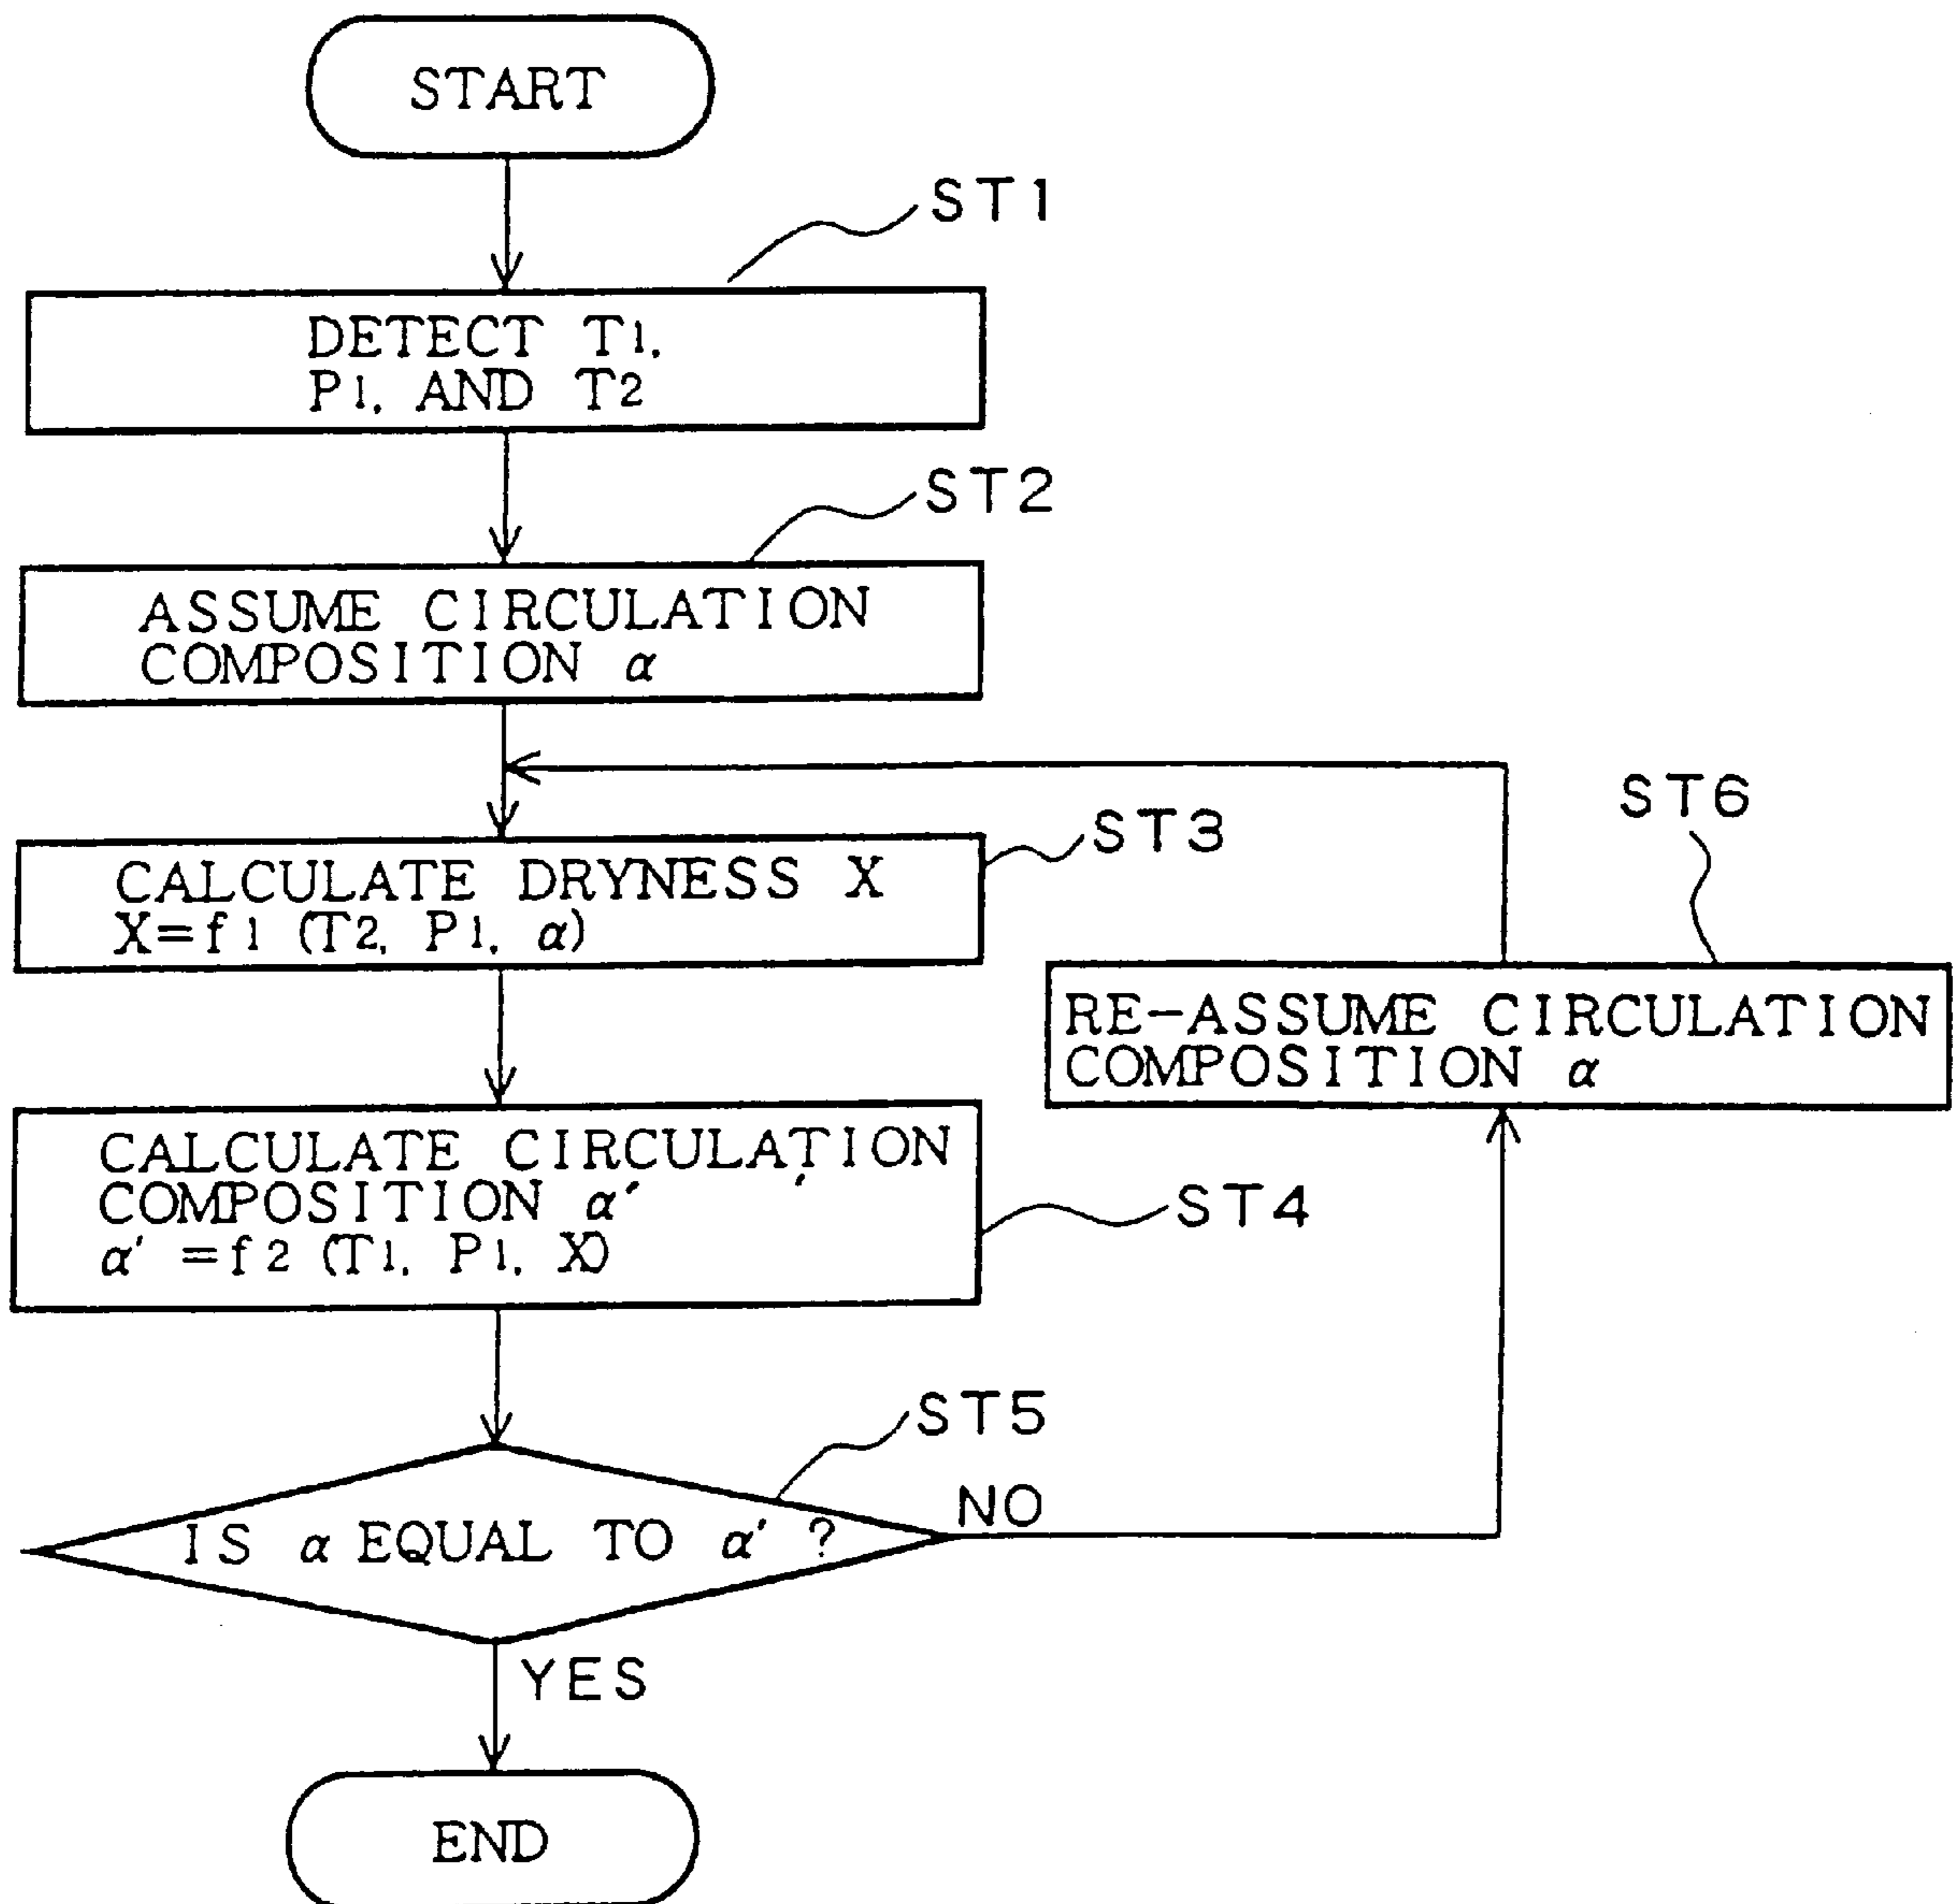 START
ST1
DETECT T1,
P1, AND T2
ST2
ASSUME CIRCULATION
COMPOSITION α
ST3
CALCULATE DRYNESS X
X=f1 (T2, P1, α)
ST6
RE-ASSUME CIRCULATION
COMPOSITION α
CALCULATE CIRCULATION
COMPOSITION α′
α′ =f2 (T1, P1, X)
ST4
ST5
IS α EQUAL TO α′ ?
NO
YES
END